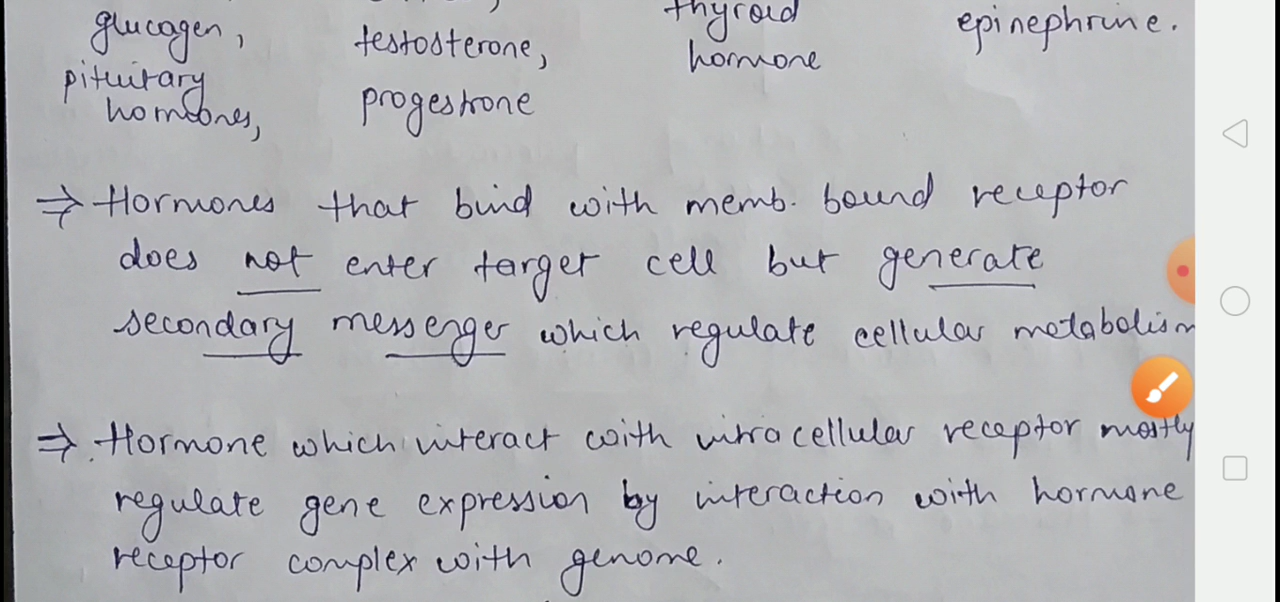 glucagen,
pituitary
hormones,
testosterone,
progestrone
thyroid
hormone
epinephrine.
⇒ Hormones that bind with memb. bound receptor
does not enter target cell but generate
secondary messenger which regulate cellular metabolism
⇒ Hormone which interact with intracellular receptor mostly
regulate gene expression by interaction with hormone
receptor complex with genome.